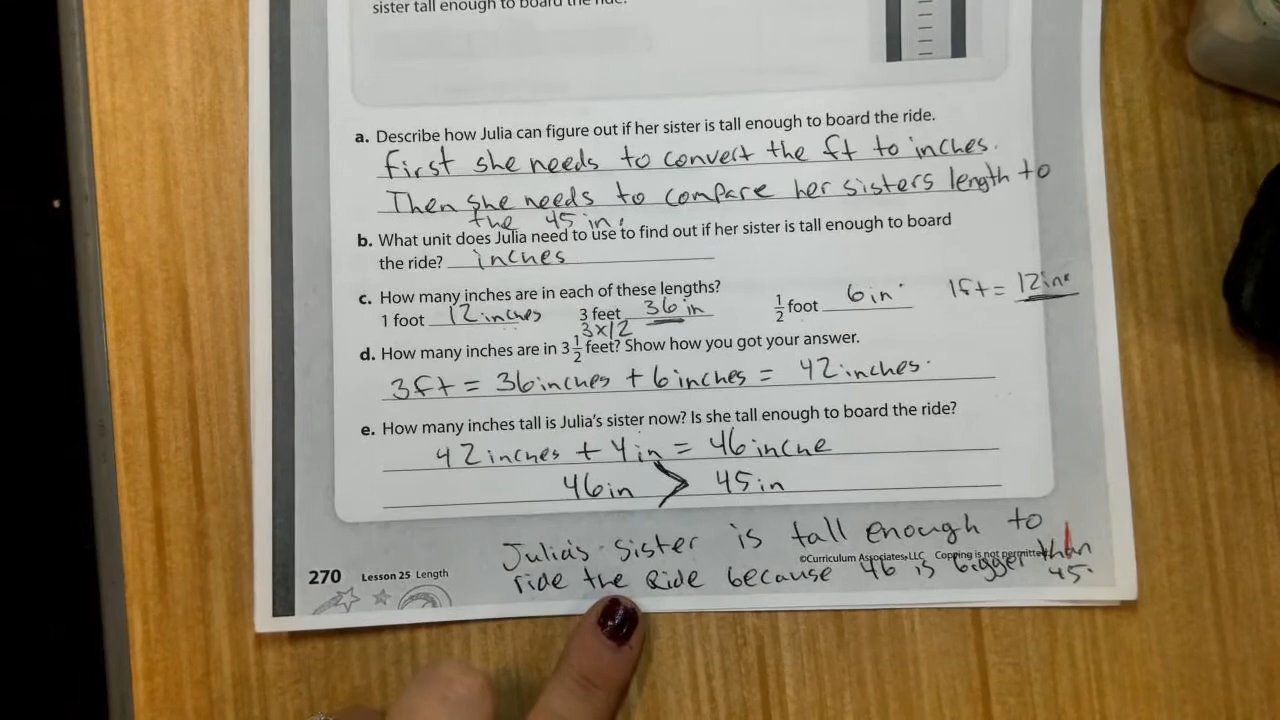 sister tall enough to board the ride.
a. Describe how Julia can figure out if her sister is tall enough to board the ride.
first she needs to convert the ft to inches.
Then she needs to compare her sisters length to
the 45 in.
b. What unit does Julia need to use to find out if her sister is tall enough to board
the ride? inches
c. How many inches are in each of these lengths?
1 foot 12 inches 3 feet 36 in 1/2 foot 6 in. 1ft = 12in.
3x12
d. How many inches are in 3 1/2 feet? Show how you got your answer.
3ft = 36 inches + 6 inches = 42 inches.
e. How many inches tall is Julia's sister now? Is she tall enough to board the ride?
42 inches + 4 in = 46 inche
46in > 45in
Julia's sister is tall enough to
©Curriculum Associates, LLC Copying is not permitted.
ride the Ride because 46 is bigger than
45.
270 Lesson 25 Length